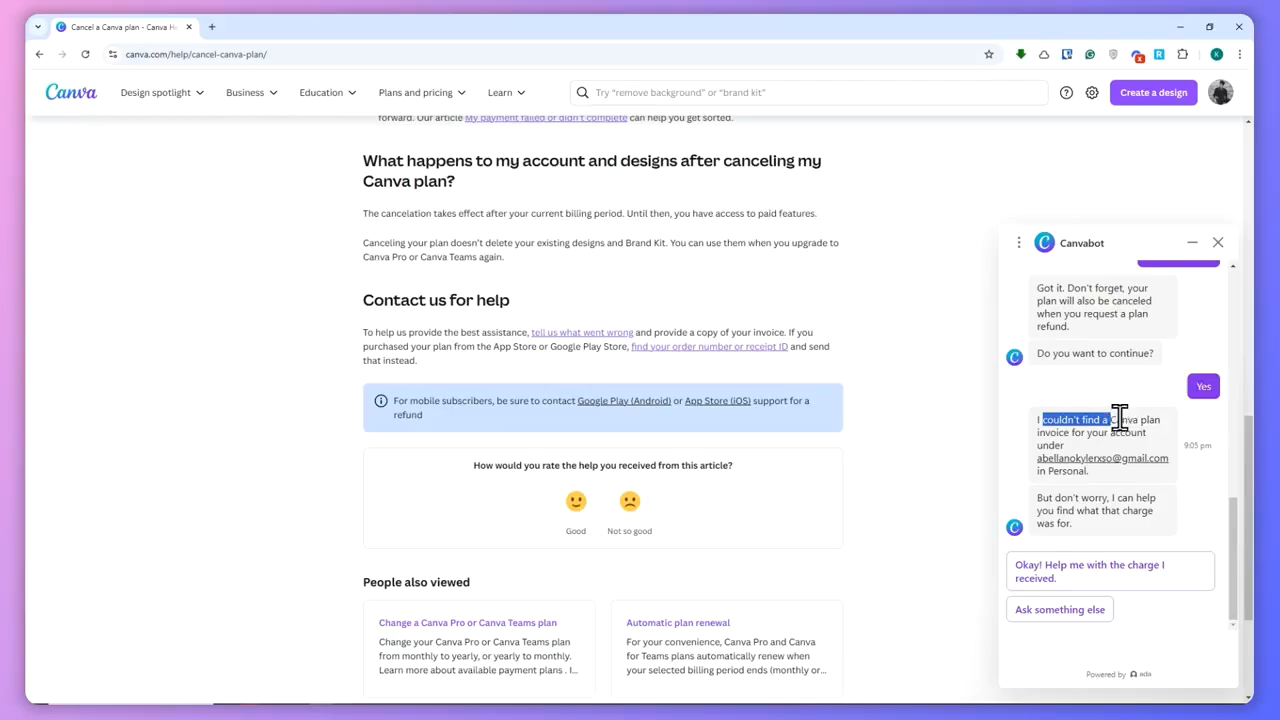 Cancel a Canva plan - Canva He
canva.com/help/cancel-canva-plan/
K
Canva
Design spotlight
Business
Education
Plans and pricing
Learn
Try “remove background” or “brand kit”
Create a design
forward. Our article My payment failed or didn’t complete can help you get sorted.
What happens to my account and designs after canceling my
Canva plan?
The cancelation takes effect after your current billing period. Until then, you have access to paid features.
Canceling your plan doesn’t delete your existing designs and Brand Kit. You can use them when you upgrade to
Canva Pro or Canva Teams again.
Contact us for help
To help us provide the best assistance, tell us what went wrong and provide a copy of your invoice. If you
purchased your plan from the App Store or Google Play Store, find your order number or receipt ID and send
that instead.
For mobile subscribers, be sure to contact Google Play (Android) or App Store (iOS) support for a
refund
How would you rate the help you received from this article?
Good
Not so good
People also viewed
Change a Canva Pro or Canva Teams plan
Change your Canva Pro or Canva Teams plan
from monthly to yearly, or yearly to monthly.
Learn more about available payment plans . I...
Automatic plan renewal
For your convenience, Canva Pro and Canva
for Teams plans automatically renew when
your selected billing period ends (monthly or...
Canvabot
Got it. Don’t forget, your
plan will also be canceled
when you request a plan
refund.
Do you want to continue?
Yes
I couldn’t find a Canva plan
invoice for your account
under
abellanokylerxso@gmail.com
in Personal.
9:05 pm
But don’t worry, I can help
you find what that charge
was for.
Okay! Help me with the charge I
received.
Ask something else
Powered by ada